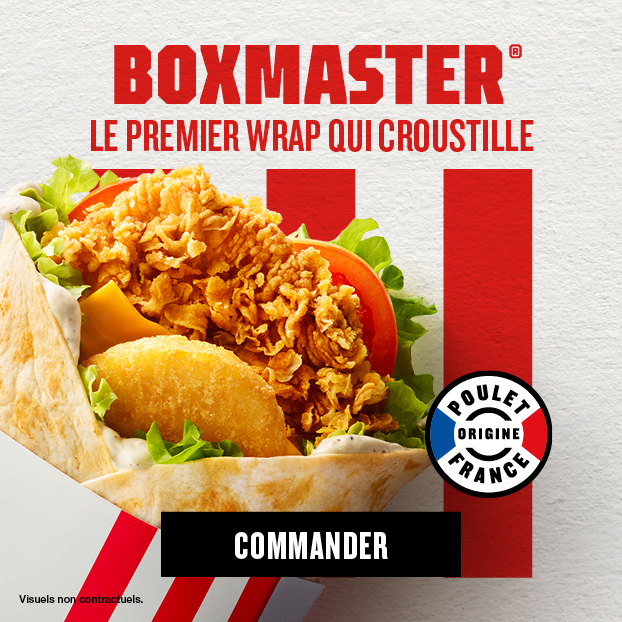 BOXMASTER®
LE PREMIER WRAP QUI CROUSTILLE
POULET
ORIGINE
FRANCE
COMMANDER
Visuels non contractuels.